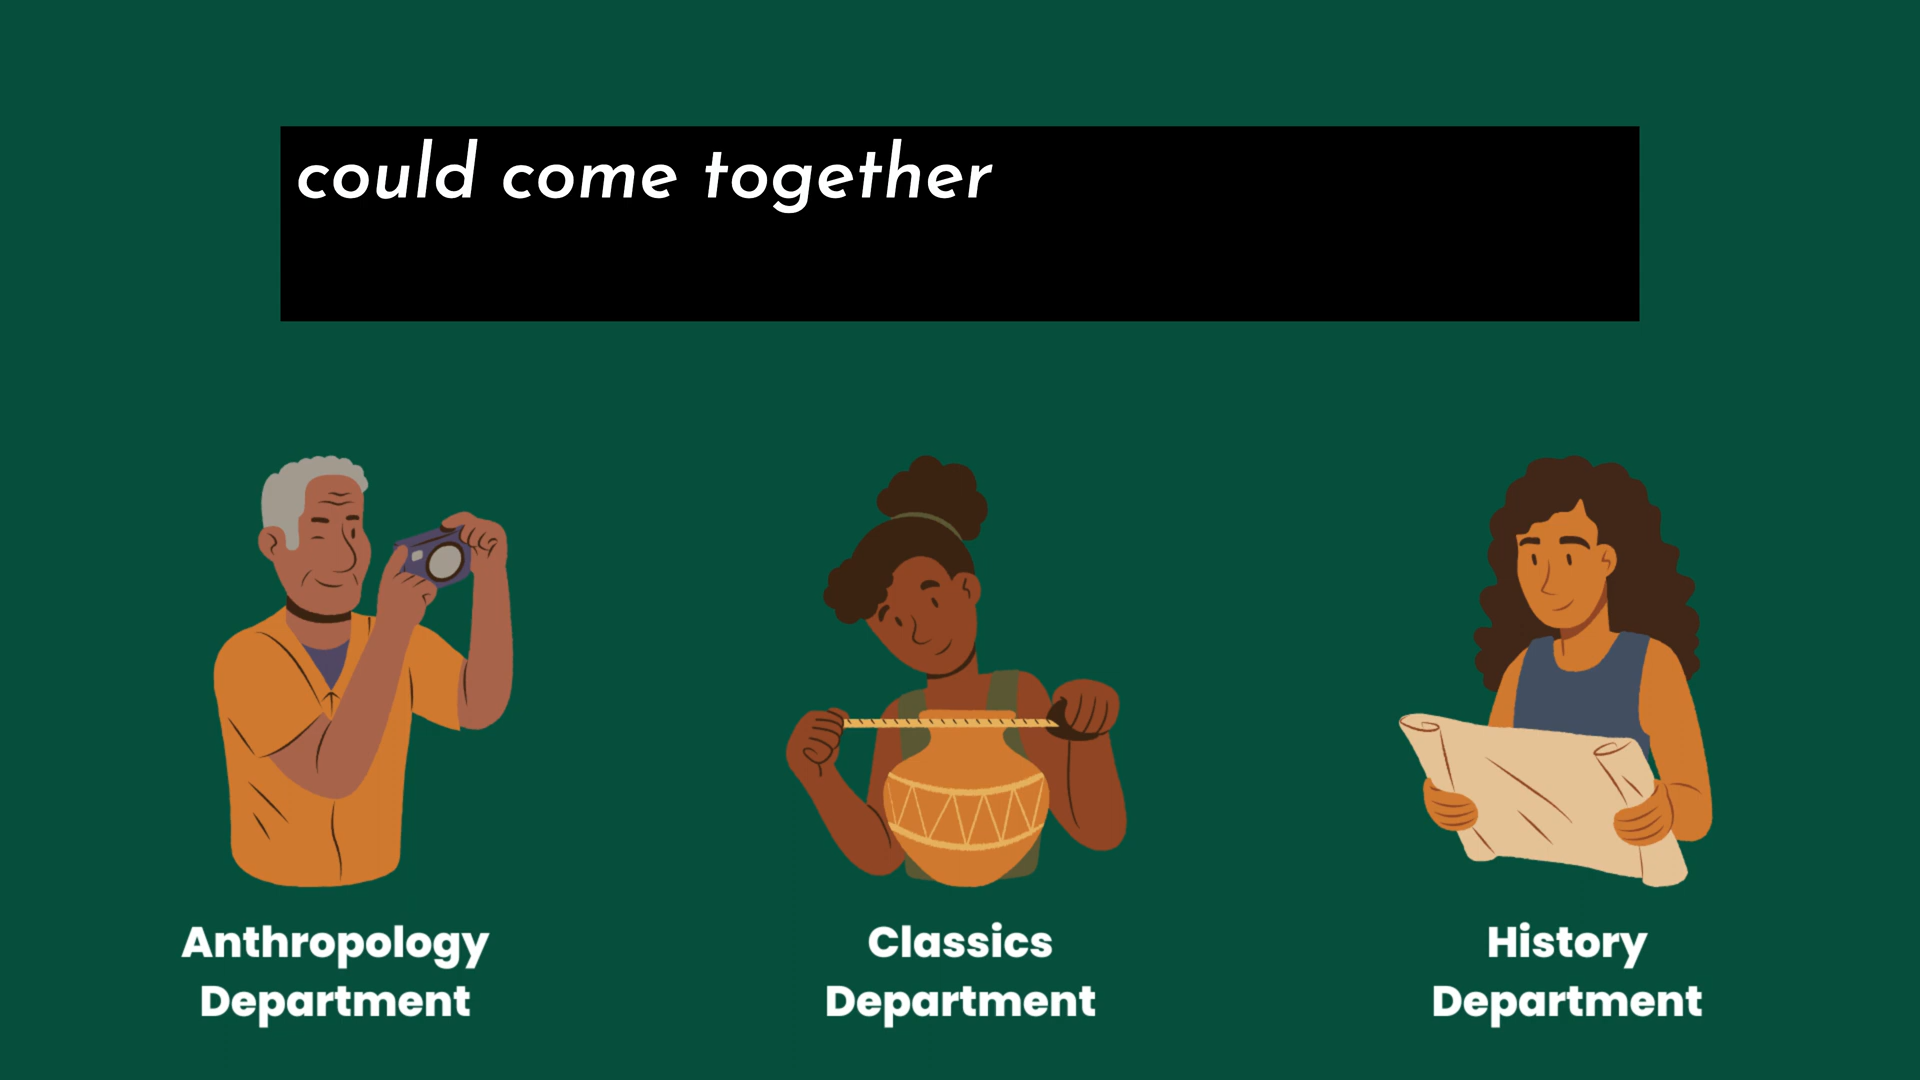 could come together
Anthropology
Department
Classics
Department
History
Department